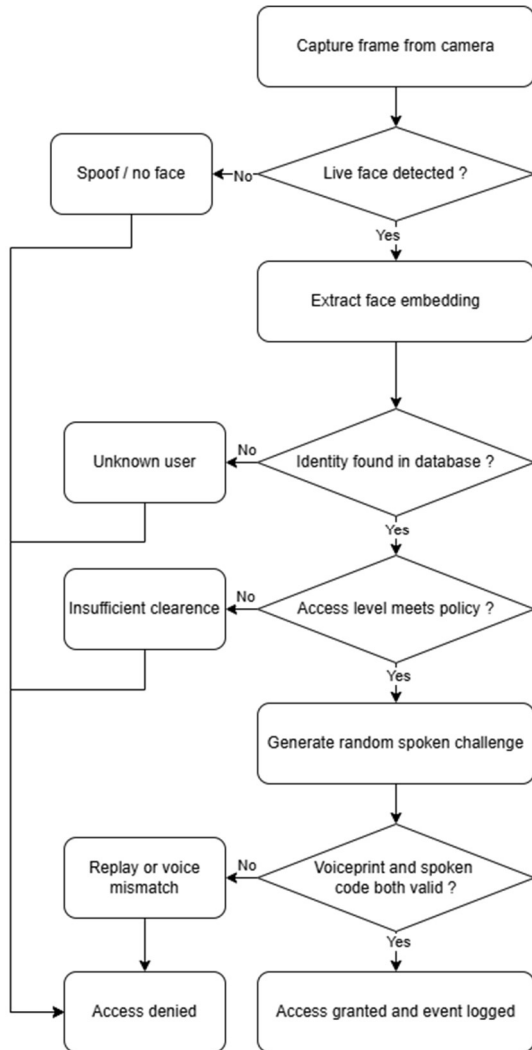 Capture frame from camera
Live face detected ?
No
Spoof / no face
Yes
Extract face embedding
Identity found in database ?
No
Unknown user
Yes
Access level meets policy ?
No
Insufficient clearence
Yes
Generate random spoken challenge
Voiceprint and spoken
code both valid ?
No
Replay or voice
mismatch
Yes
Access denied
Access granted and event logged